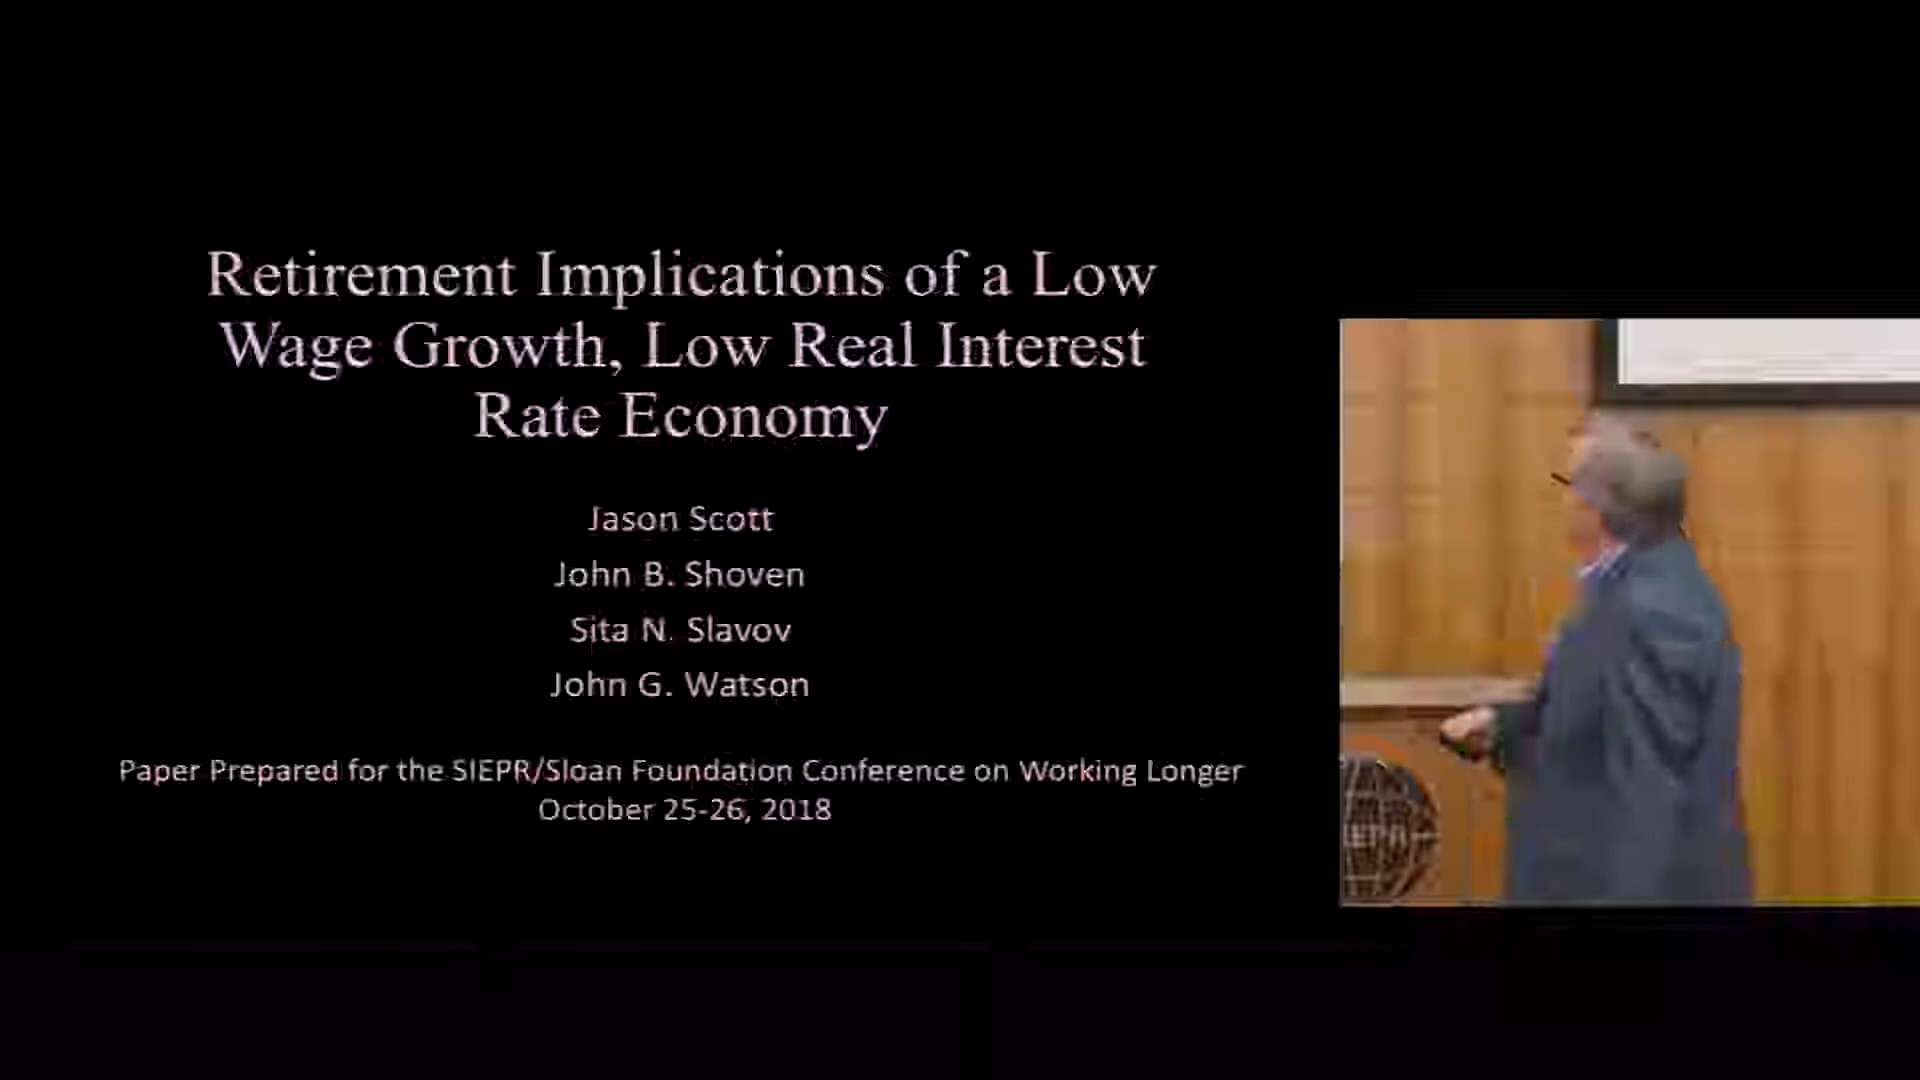 Retirement Implications of a Low
Wage Growth, Low Real Interest
Rate Economy
Jason Scott
John B. Shoven
Sita N. Slavov
John G. Watson
Paper Prepared for the SIEPR/Sloan Foundation Conference on Working Longer
October 25-26, 2018